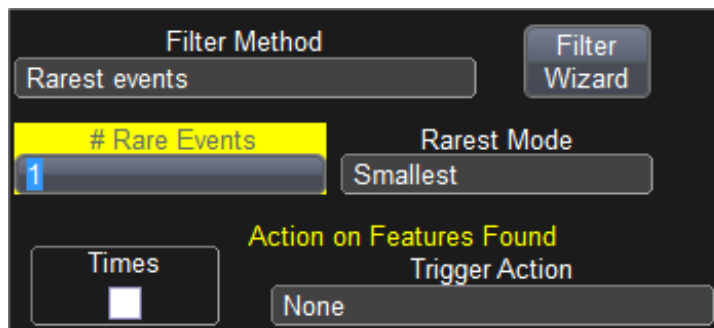 Filter Method
Filter
Wizard
Rarest events
# Rare Events
Rarest Mode
1
Smallest
Action on Features Found
Times
Trigger Action
None